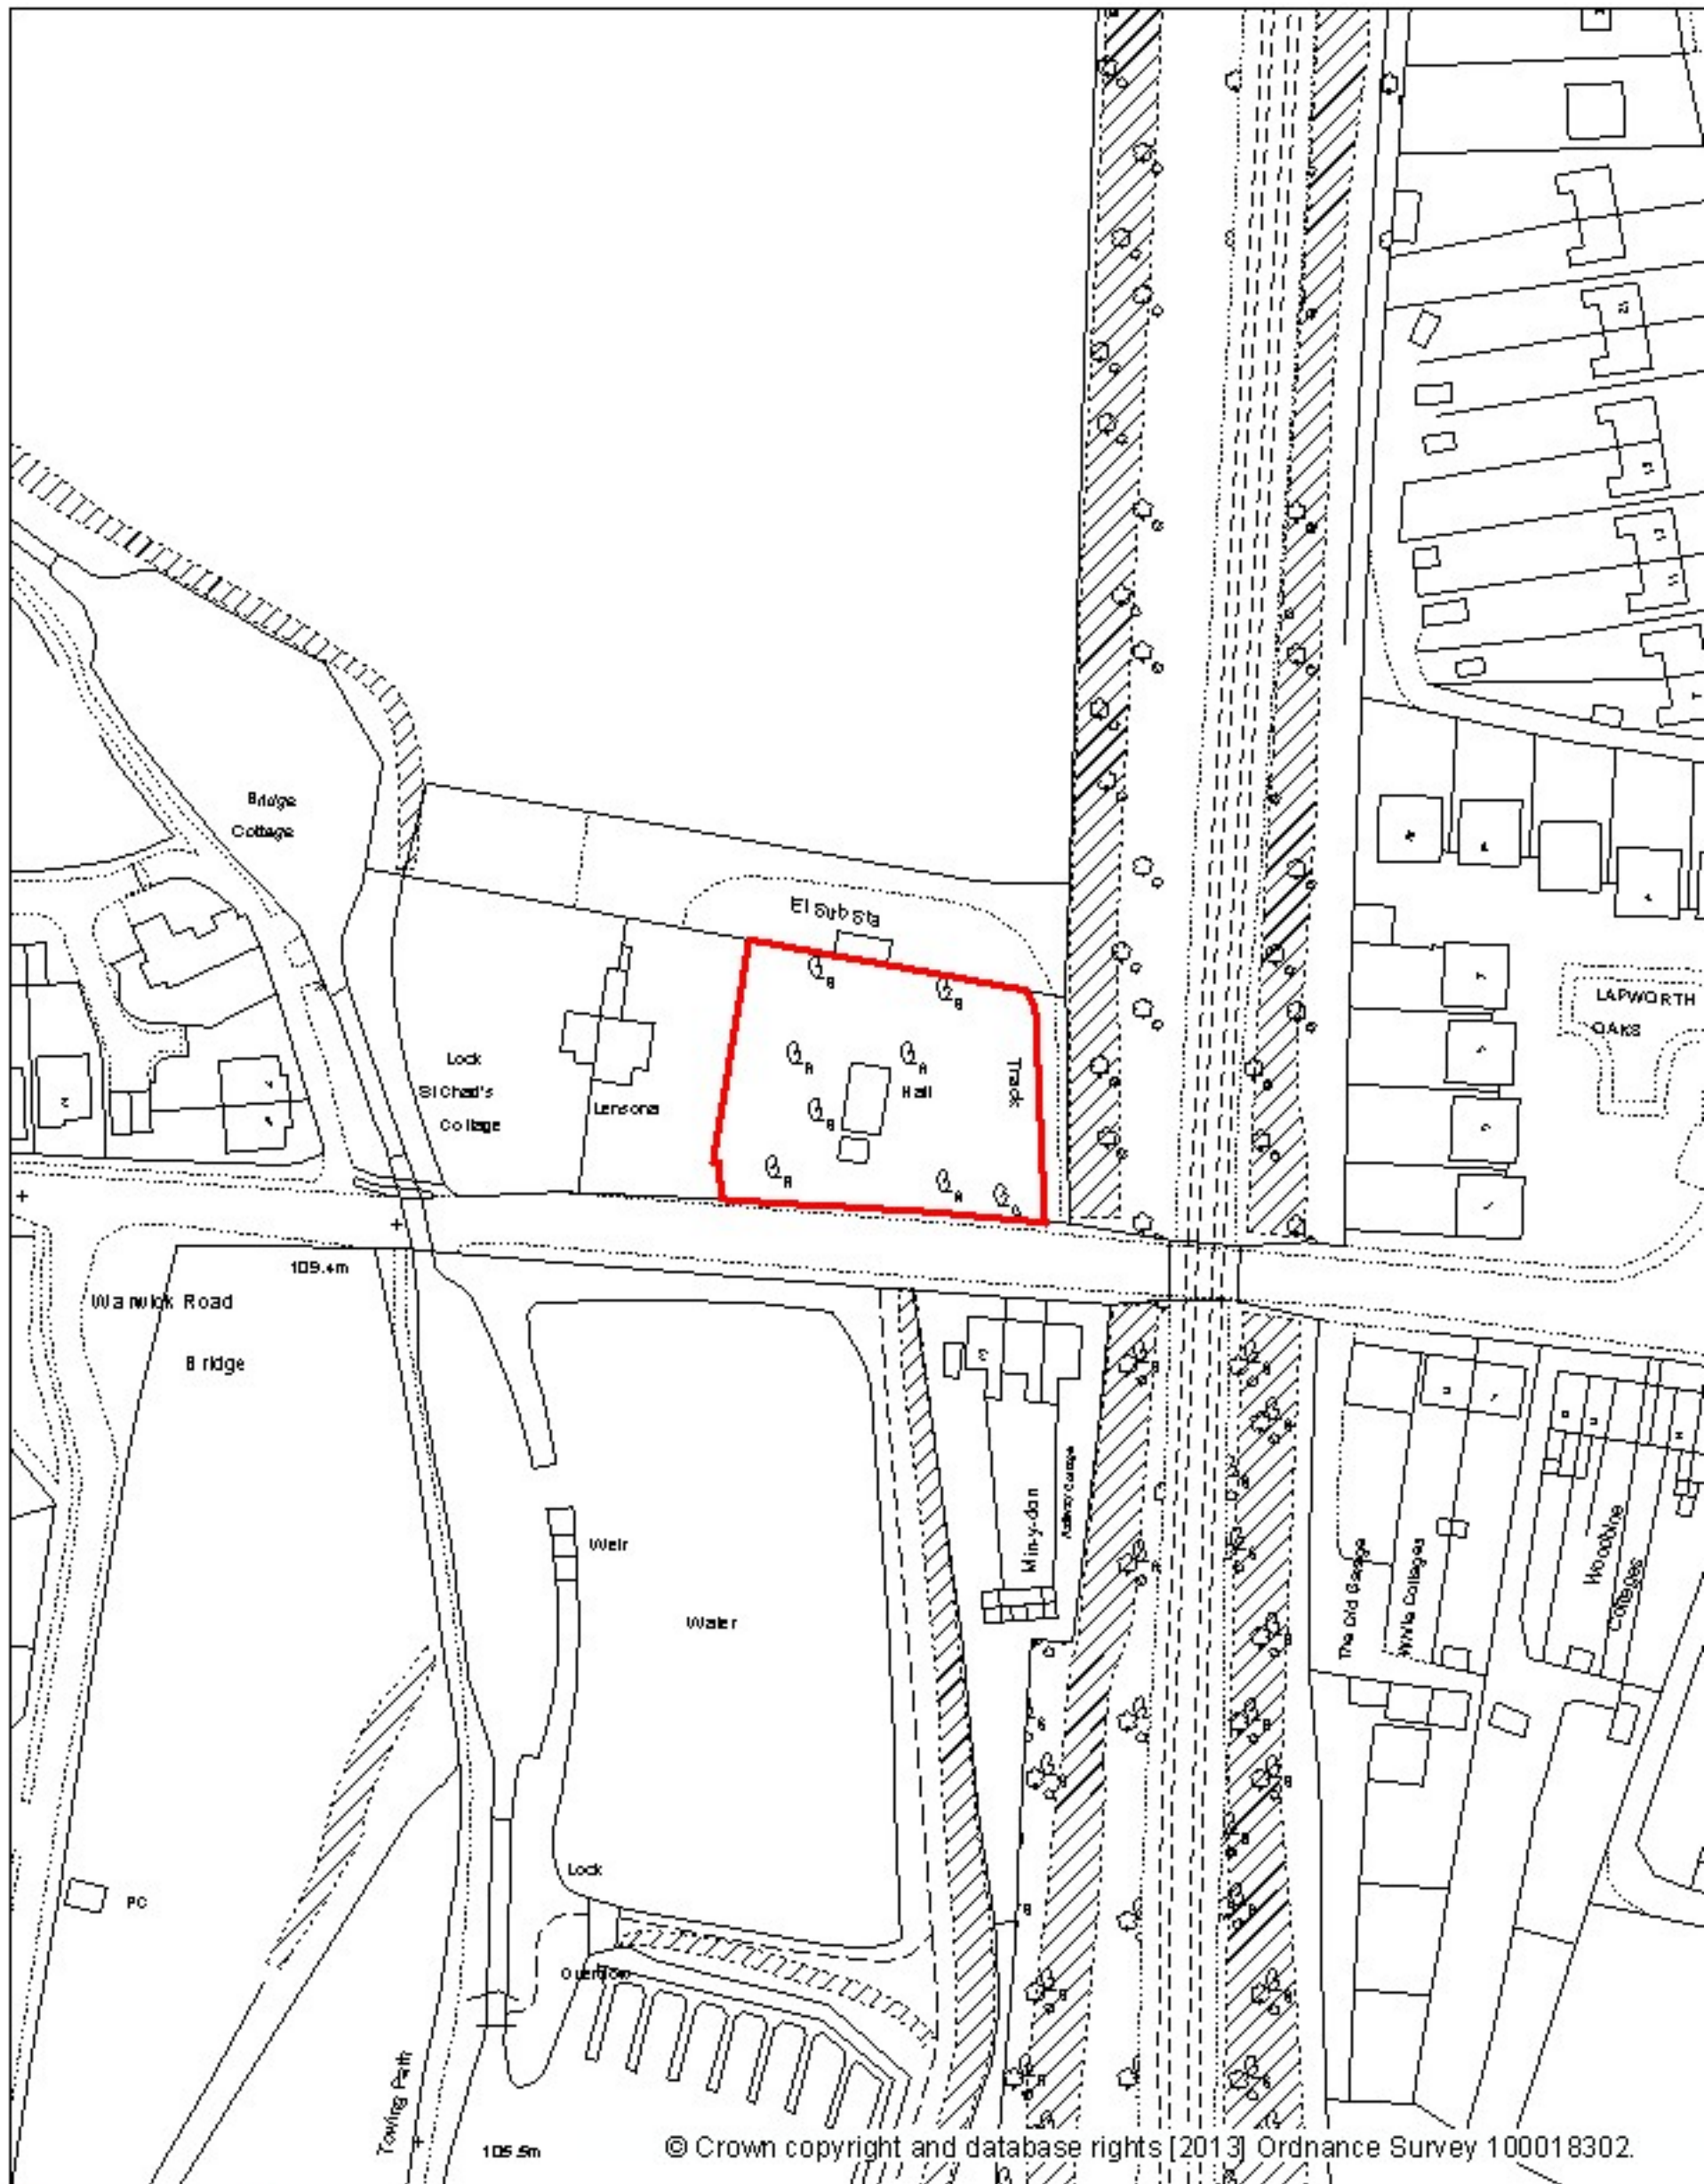 Bridge
Cottage
El Sub Sta
LAPWORTH
OAKS
Lock
St Chad's
Cottage
Lensona
Hall
Track
109.4m
Warwick Road
Bridge
Min-y-don
Weir
Water
The Old Garage
White Cottages
Woodbine
Cottages
Lock
PC
Overflow
Towing Path
105.5m
© Crown copyright and database rights [2013] Ordnance Survey 100018302.